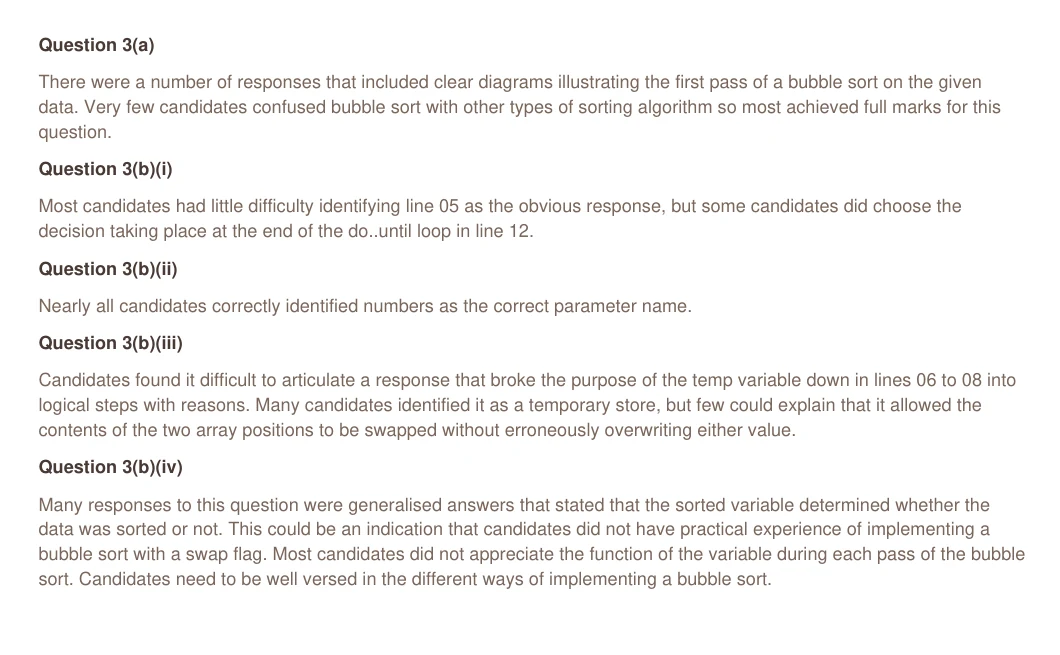 Question 3(a)
There were a number of responses that included clear diagrams illustrating the first pass of a bubble sort on the given
data. Very few candidates confused bubble sort with other types of sorting algorithm so most achieved full marks for this
question.
Question 3(b)(i)
Most candidates had little difficulty identifying line 05 as the obvious response, but some candidates did choose the
decision taking place at the end of the do..until loop in line 12.
Question 3(b)(ii)
Nearly all candidates correctly identified numbers as the correct parameter name.
Question 3(b)(iii)
Candidates found it difficult to articulate a response that broke the purpose of the temp variable down in lines 06 to 08 into
logical steps with reasons. Many candidates identified it as a temporary store, but few could explain that it allowed the
contents of the two array positions to be swapped without erroneously overwriting either value.
Question 3(b)(iv)
Many responses to this question were generalised answers that stated that the sorted variable determined whether the
data was sorted or not. This could be an indication that candidates did not have practical experience of implementing a
bubble sort with a swap flag. Most candidates did not appreciate the function of the variable during each pass of the bubble
sort. Candidates need to be well versed in the different ways of implementing a bubble sort.